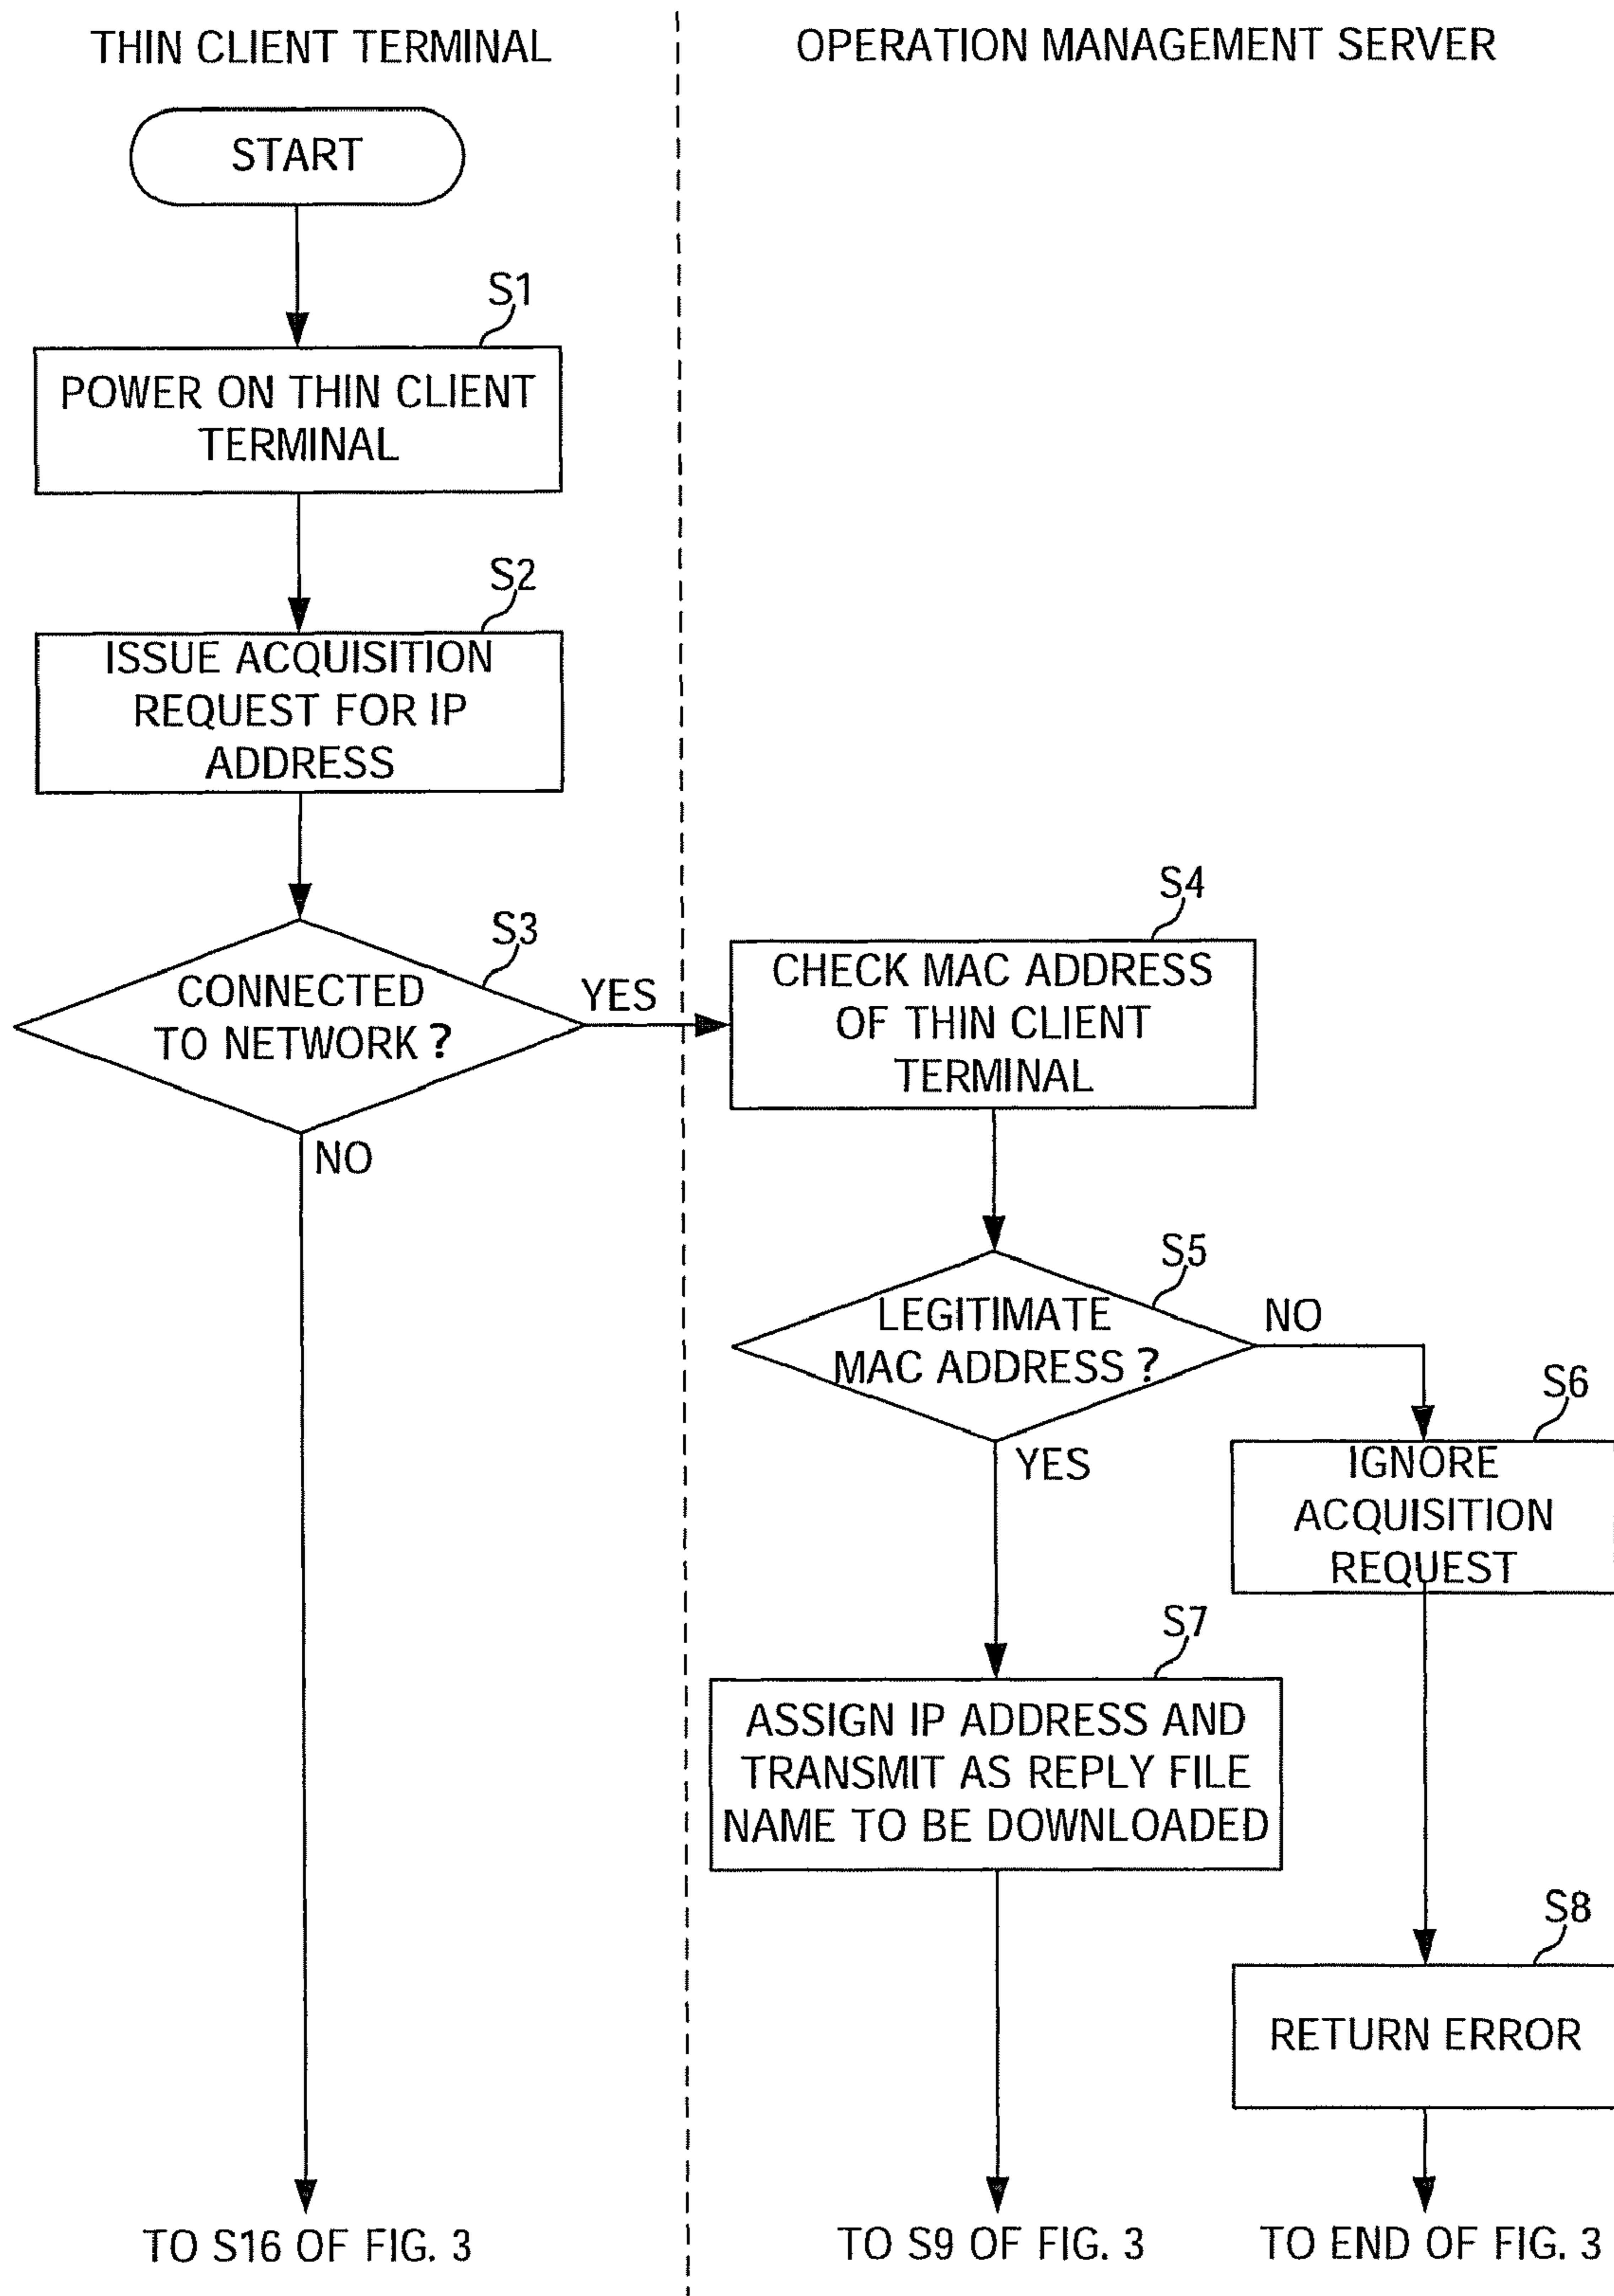 THIN CLIENT TERMINAL
OPERATION MANAGEMENT SERVER
START
S1
POWER ON THIN CLIENT
TERMINAL
S2
ISSUE ACQUISITION
REQUEST FOR IP
ADDRESS
S3
CONNECTED
TO NETWORK ?
YES
NO
S4
CHECK MAC ADDRESS
OF THIN CLIENT
TERMINAL
S5
LEGITIMATE
MAC ADDRESS ?
NO
YES
S6
IGNORE
ACQUISITION
REQUEST
S7
ASSIGN IP ADDRESS AND
TRANSMIT AS REPLY FILE
NAME TO BE DOWNLOADED
S8
RETURN ERROR
TO S16 OF FIG. 3
TO S9 OF FIG. 3
TO END OF FIG. 3